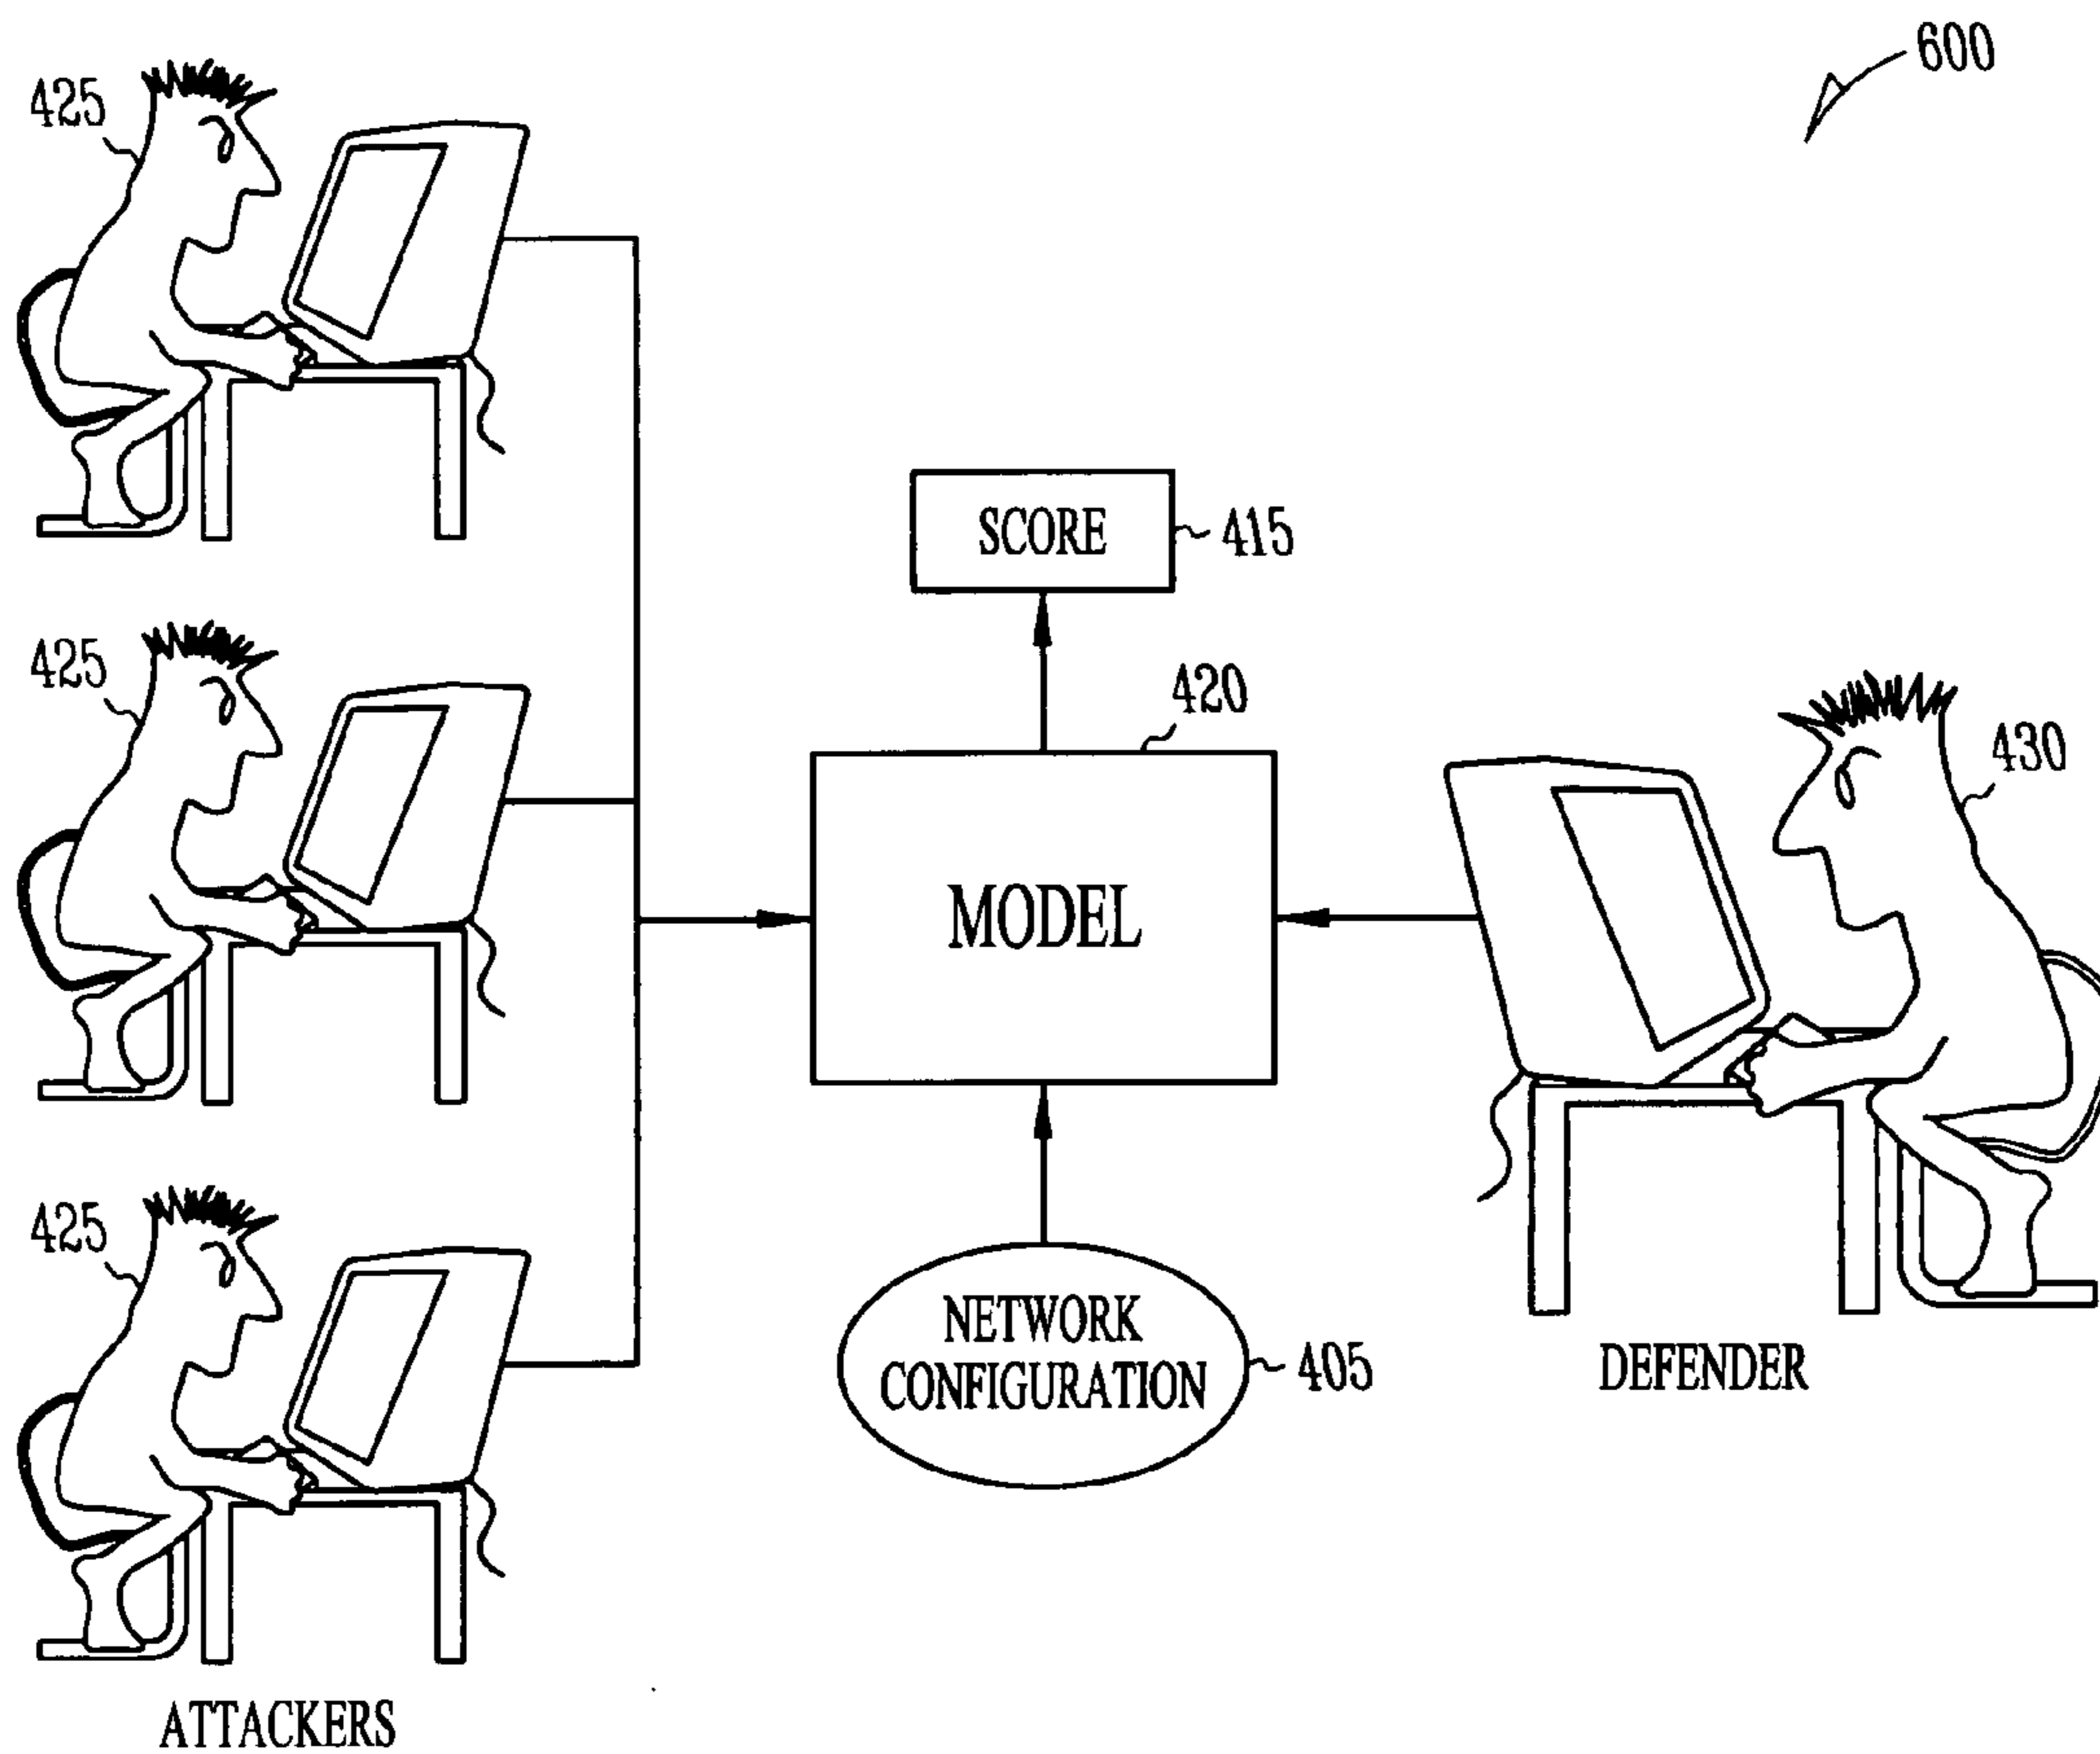 600
425
SCORE
415
425
420
430
MODEL
425
NETWORK
CONFIGURATION
405
DEFENDER
ATTACKERS